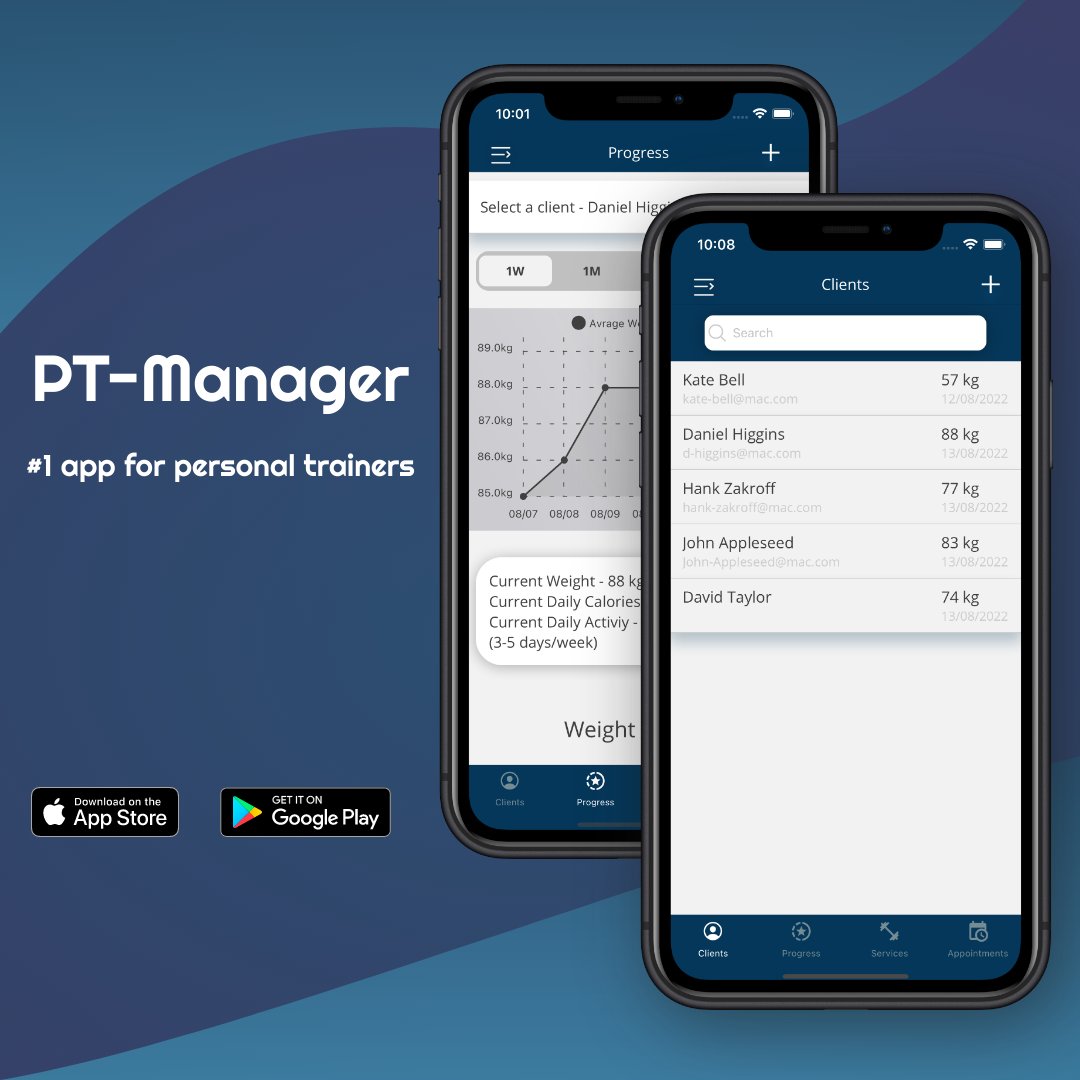 PT-Manager
#1 app for personal trainers
Download on the
App Store
GET IT ON
Google Play
10:01
Progress
Select a client - Daniel
1W
1M
Avrage
89.0kg
88.0kg
87.0kg
86.0kg
85.0kg
08/07 08/08 08/09
Current Weight - 88
Current Daily Calories
Current Daily Activiy -
(3-5 days/week)
Weight
Clients
Progress
10:08
Clients
Search
Kate Bell 57 kg
kate-bell@mac.com 12/08/2022
Daniel Higgins 88 kg
d-higgins@mac.com 13/08/2022
Hank Zakroff 77 kg
hank-zakroff@mac.com 13/08/2022
John Appleseed 83 kg
John-Appleseed@mac.com 13/08/2022
David Taylor 74 kg
13/08/2022
Clients Progress Services Appointments